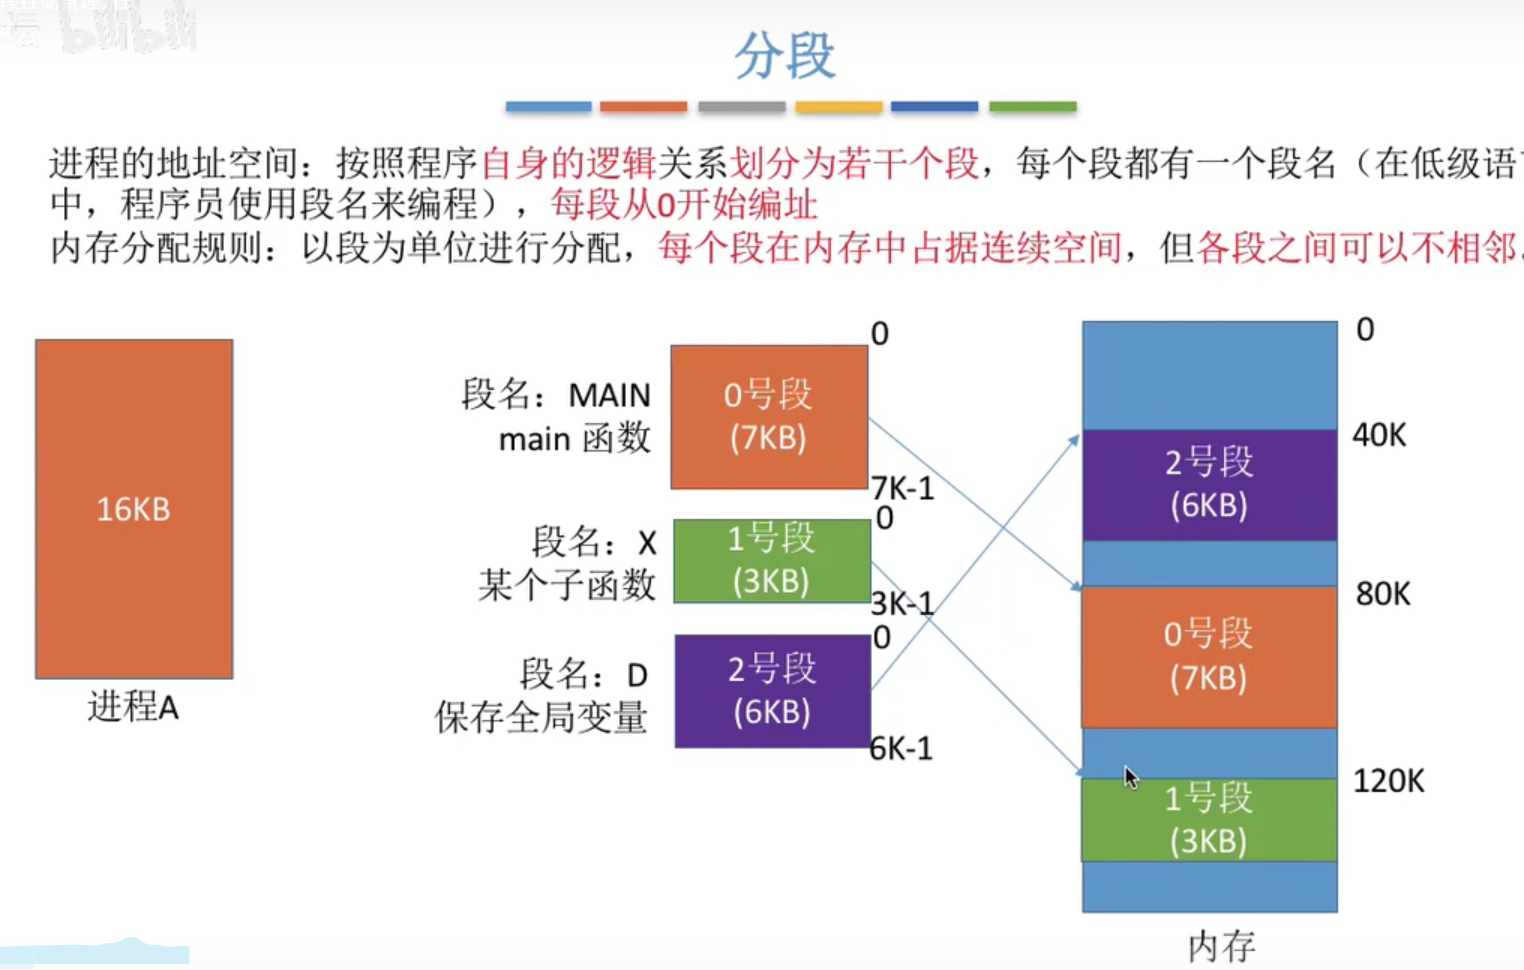 bilibili
分段
进程的地址空间：按照程序自身的逻辑关系划分为若干个段，每个段都有一个段名（在低级语
中，程序员使用段名来编程），每段从0开始编址
内存分配规则：以段为单位进行分配，每个段在内存中占据连续空间，但各段之间可以不相邻。
16KB
进程A
段名：MAIN
main 函数
0号段
(7KB)
0
7K-1
段名：X
某个子函数
1号段
(3KB)
0
3K-1
段名：D
保存全局变量
2号段
(6KB)
0
6K-1
0
40K
2号段
(6KB)
80K
0号段
(7KB)
120K
1号段
(3KB)
内存